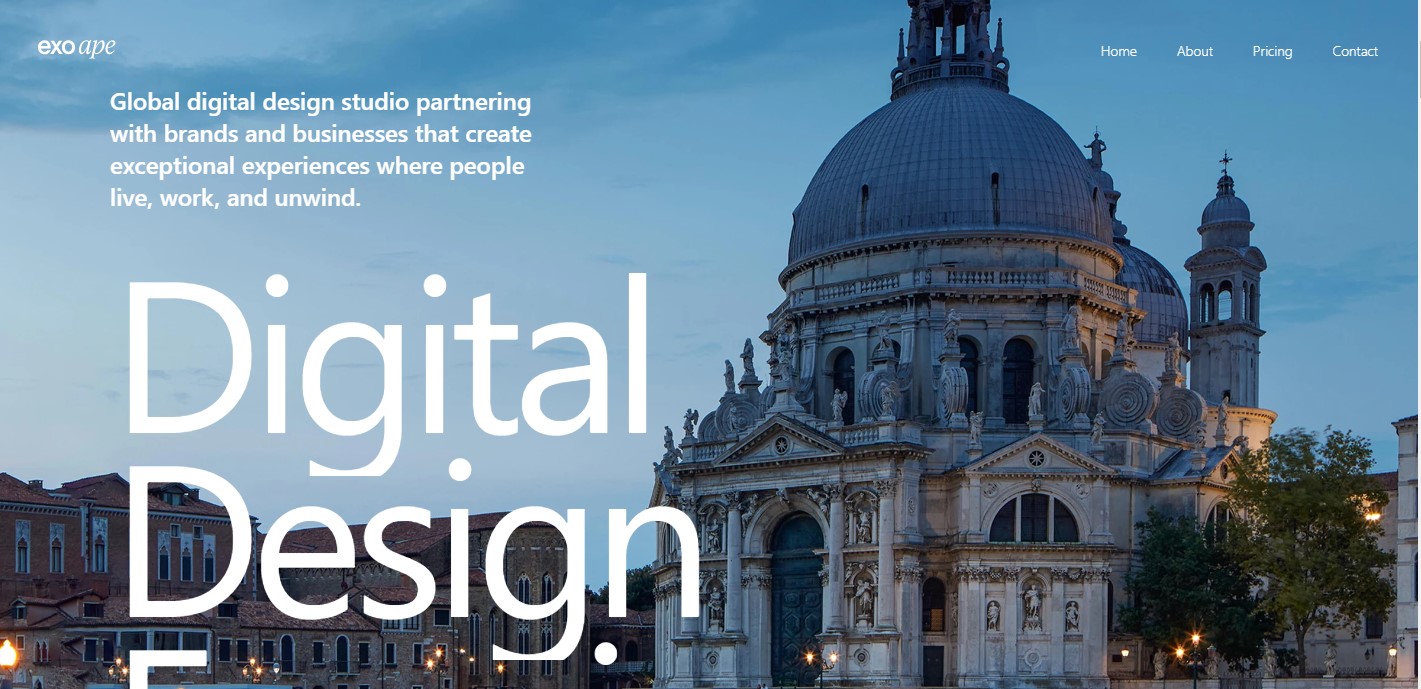 exo ape
Home
About
Pricing
Contact
Global digital design studio partnering
with brands and businesses that create
exceptional experiences where people
live, work, and unwind.
Digital
Design